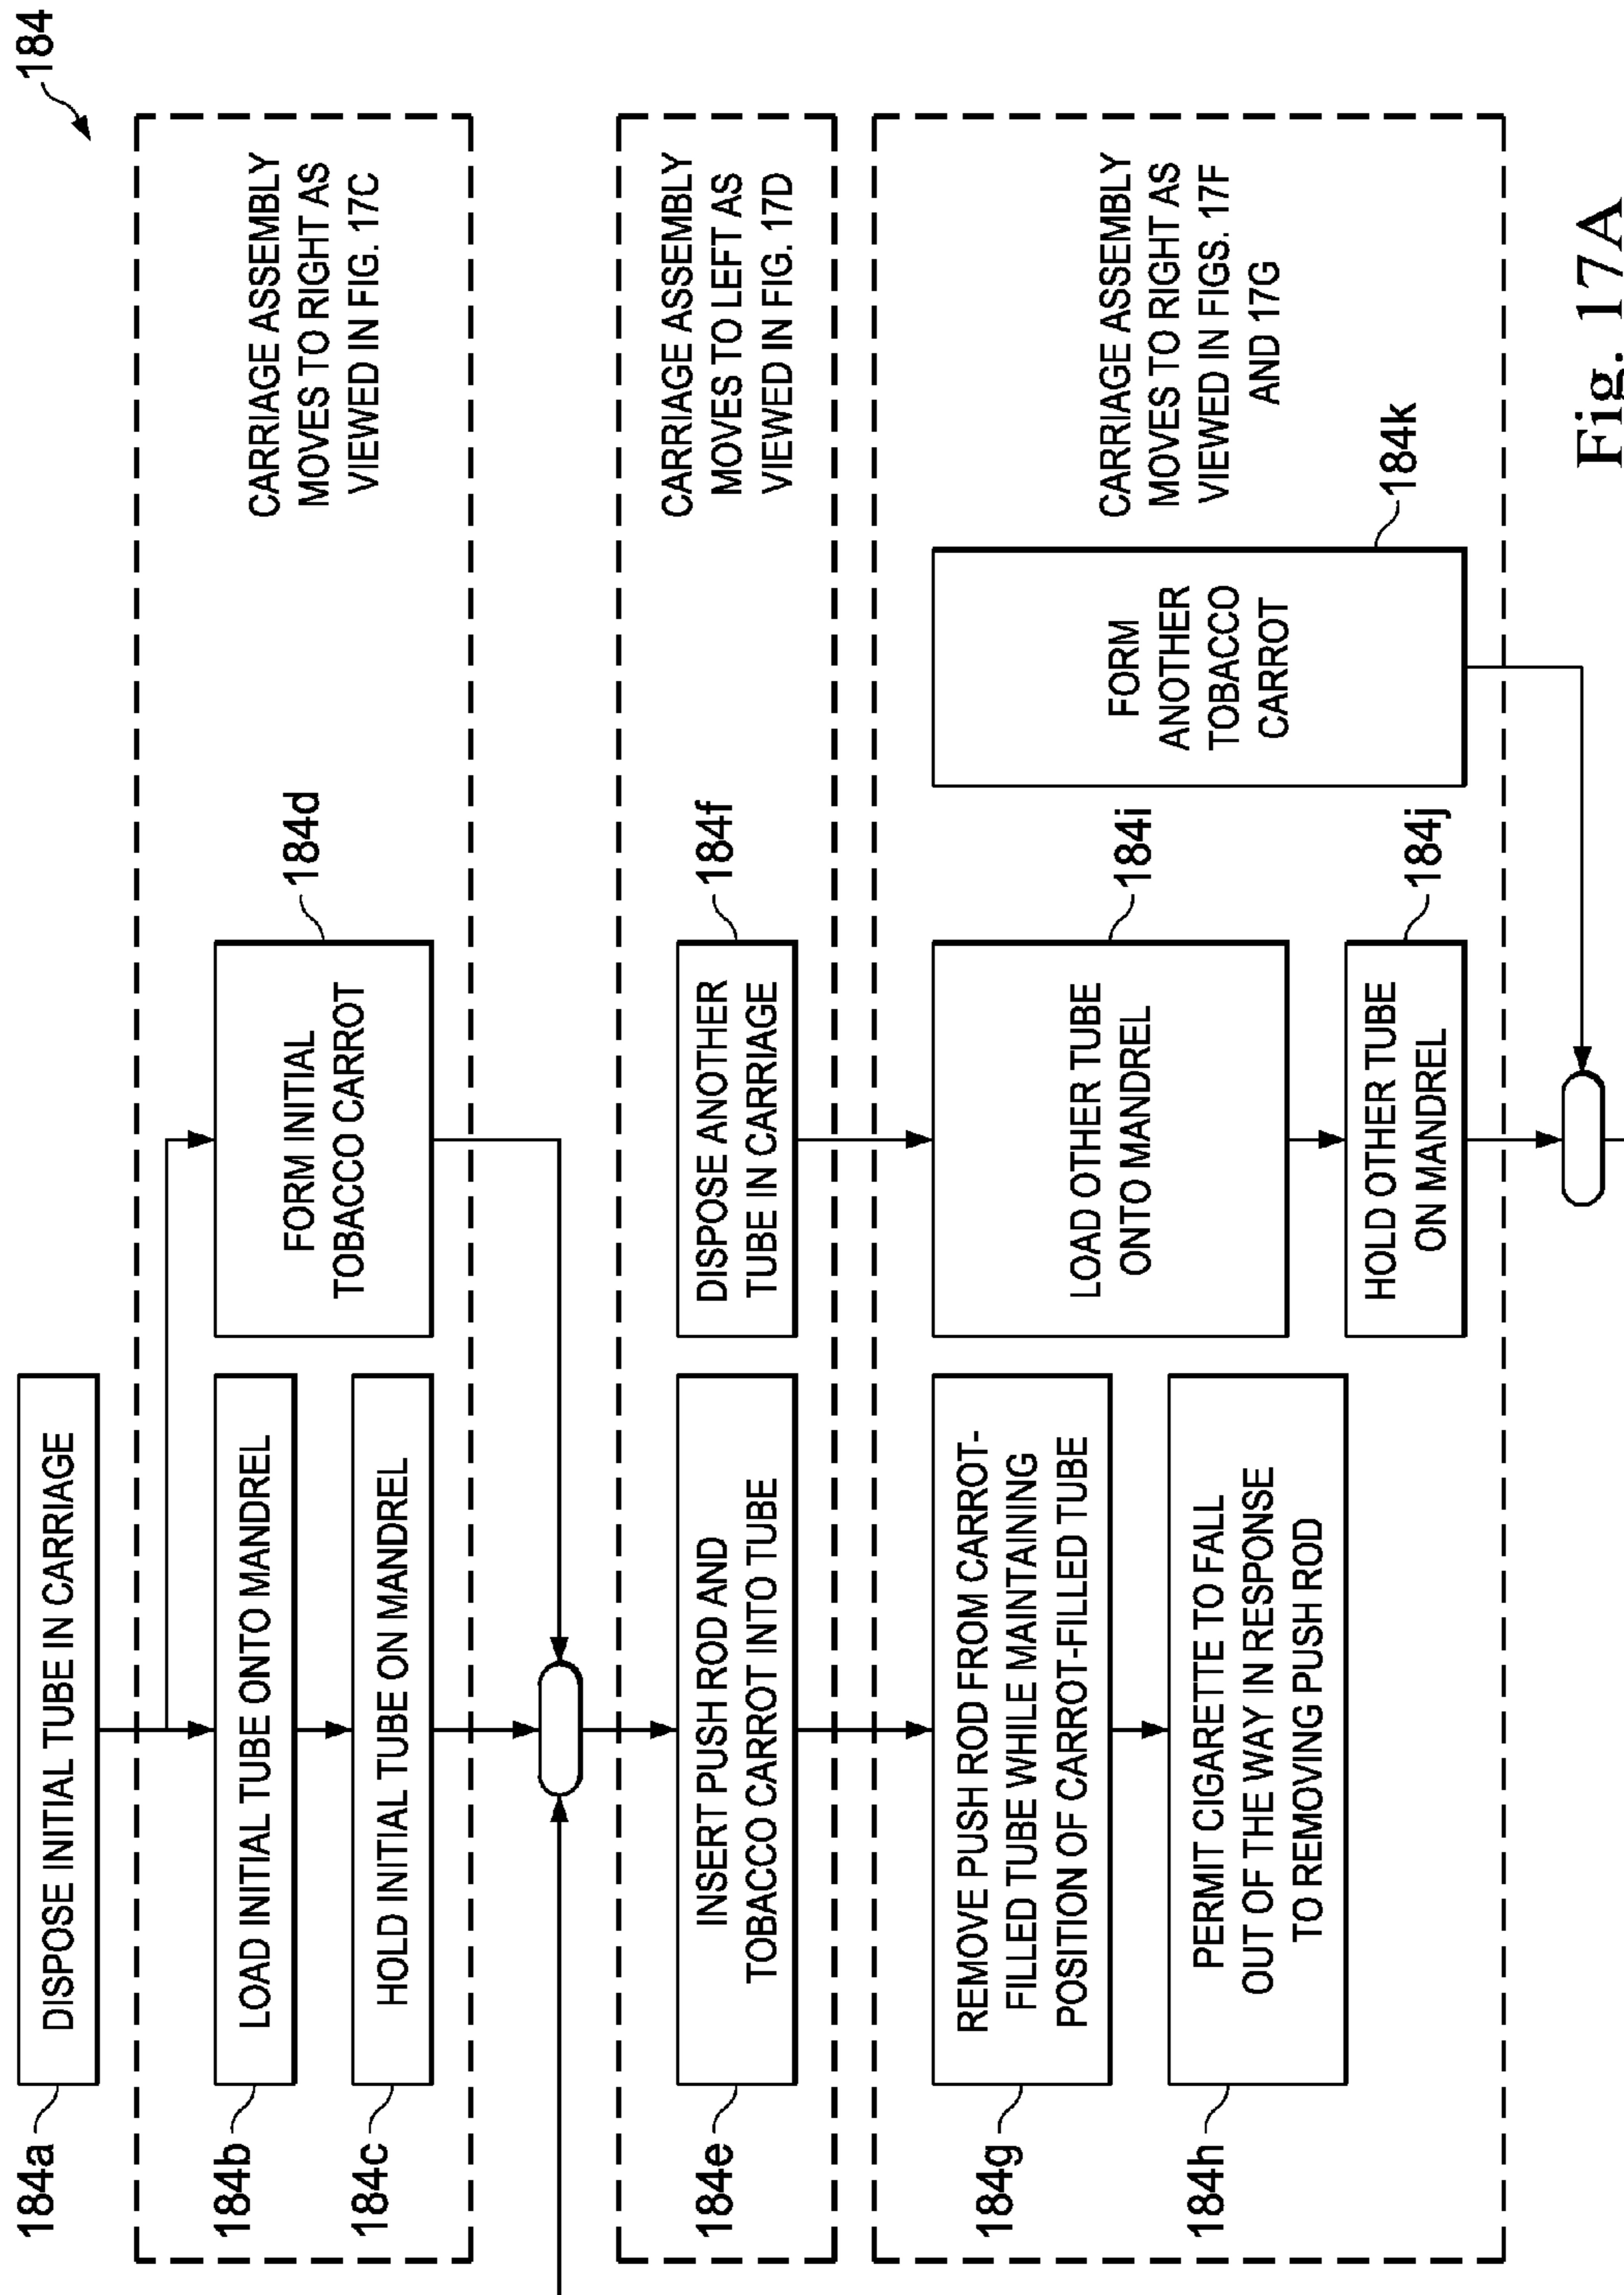 184
184a
DISPOSE INITIAL TUBE IN CARRIAGE
184b
LOAD INITIAL TUBE ONTO MANDREL
184c
HOLD INITIAL TUBE ON MANDREL
FORM INITIAL
TOBACCO CARROT
184d
CARRIAGE ASSEMBLY
MOVES TO RIGHT AS
VIEWED IN FIG. 17C
184e
INSERT PUSH ROD AND
TOBACCO CARROT INTO TUBE
DISPOSE ANOTHER
TUBE IN CARRIAGE
184f
CARRIAGE ASSEMBLY
MOVES TO LEFT AS
VIEWED IN FIG. 17D
184g
REMOVE PUSH ROD FROM CARROT-
FILLED TUBE WHILE MAINTAINING
POSITION OF CARROT-FILLED TUBE
184h
PERMIT CIGARETTE TO FALL
OUT OF THE WAY IN RESPONSE
TO REMOVING PUSH ROD
LOAD OTHER TUBE
ONTO MANDREL
184i
HOLD OTHER TUBE
ON MANDREL
184j
FORM
ANOTHER
TOBACCO
CARROT
184k
CARRIAGE ASSEMBLY
MOVES TO RIGHT AS
VIEWED IN FIGS. 17F
AND 17G
Fig. 17A